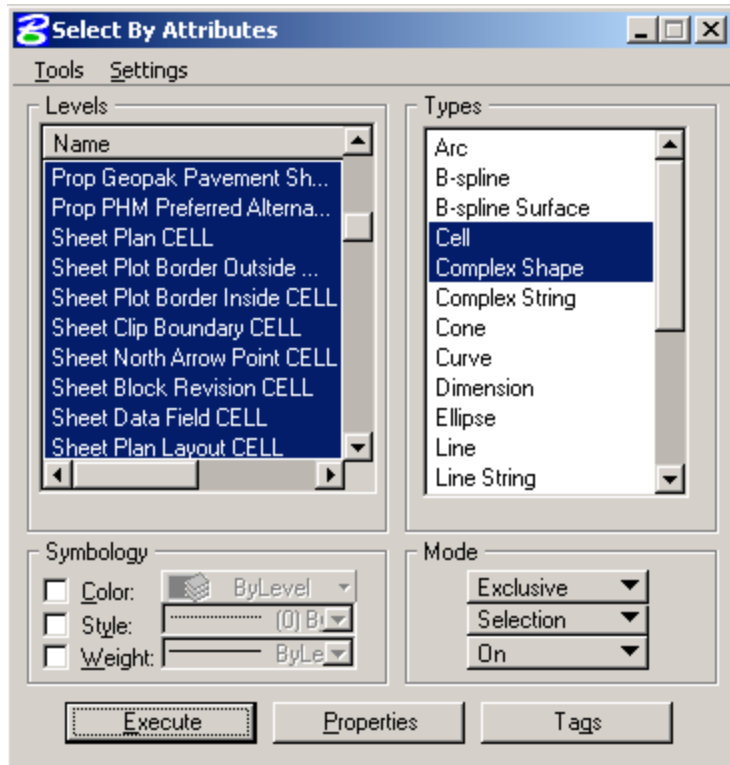 Select By Attributes
Tools Settings
Levels
Name
Prop Geopak Pavement Sh...
Prop PHM Preferred Alterna...
Sheet Plan CELL
Sheet Plot Border Outside ...
Sheet Plot Border Inside CELL
Sheet Clip Boundary CELL
Sheet North Arrow Point CELL
Sheet Block Revision CELL
Sheet Data Field CELL
Sheet Plan Layout CELL
Types
Arc
B-spline
B-spline Surface
Cell
Complex Shape
Complex String
Cone
Curve
Dimension
Ellipse
Line
Line String
Symbology
Color: ByLevel
Style: (0) B
Weight: ByLe
Mode
Exclusive
Selection
On
Execute Properties Tags